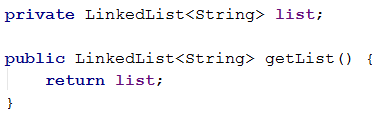 private LinkedList<String> list;
public LinkedList<String> getList() {
    return list;
}